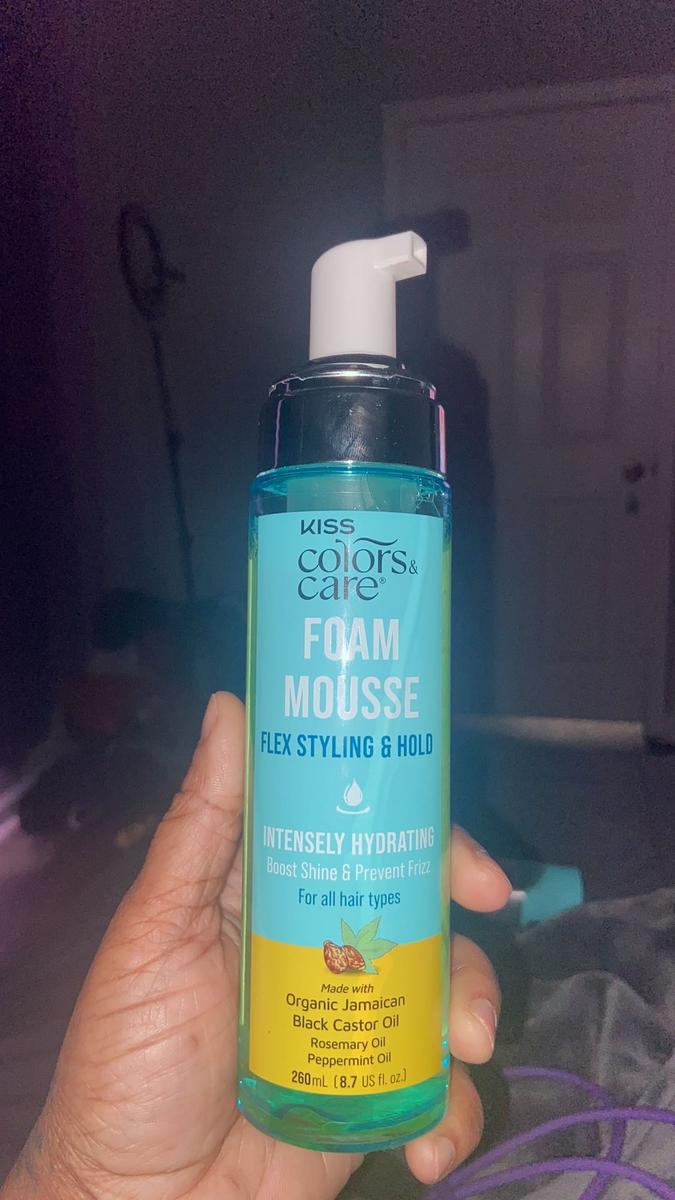 KISS
colors &
care®
FOAM
MOUSSE
FLEX STYLING & HOLD
INTENSELY HYDRATING
Boost Shine & Prevent Frizz
For all hair types
Made with
Organic Jamaican
Black Castor Oil
Rosemary Oil
Peppermint Oil
260mL (8.7 US fl. oz.)